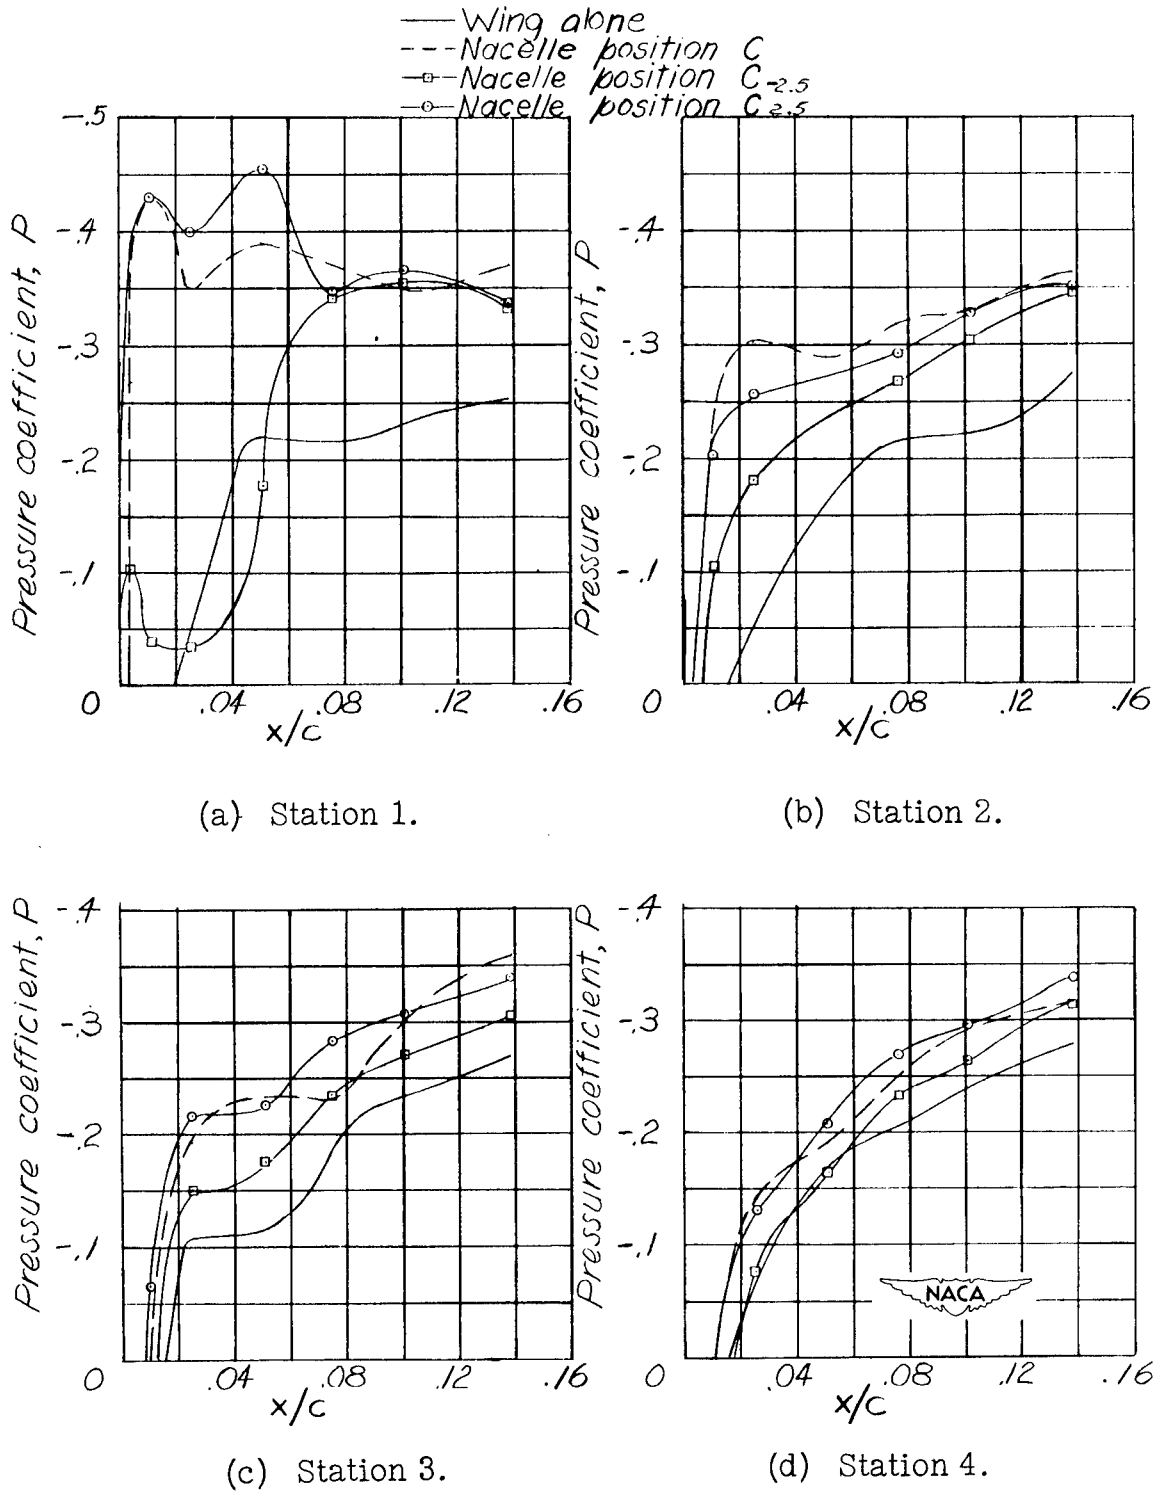 Wing alone
Nacelle position C
Nacelle position C-2.5
Nacelle position C2.5
-.5
-.4
-.3
-.2
-.1
0 .04 .08 .12 .16
x/c
Pressure coefficient, P
(a) Station 1.
-.4
-.3
-.2
-.1
0 .04 .08 .12 .16
x/c
Pressure coefficient, P
(b) Station 2.
-.4
-.3
-.2
-.1
0 .04 .08 .12 .16
x/c
Pressure coefficient, P
(c) Station 3.
-.4
-.3
-.2
-.1
0 .04 .08 .12 .16
x/c
Pressure coefficient, P
NACA
(d) Station 4.